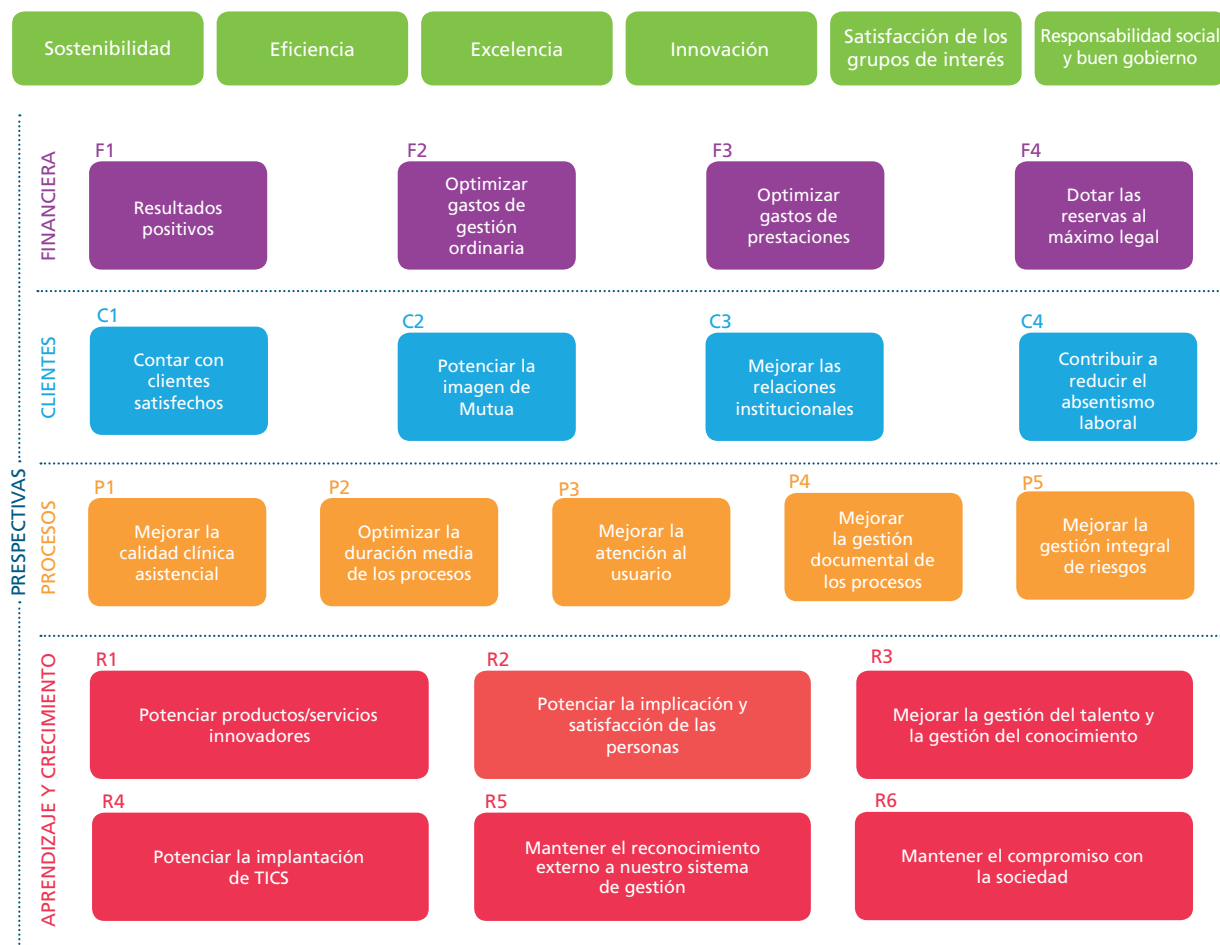 Sostenibilidad
Eficiencia
Excelencia
Innovación
Satisfacción de los
grupos de interés
Responsabilidad social
y buen gobierno
PRESPECTIVAS
FINANCIERA
F1
Resultados
positivos
F2
Optimizar
gastos de
gestión
ordinaria
F3
Optimizar
gastos de
prestaciones
F4
Dotar las
reservas al
máximo legal
CLIENTES
C1
Contar con
clientes
satisfechos
C2
Potenciar la
imagen de
Mutua
C3
Mejorar las
relaciones
institucionales
C4
Contribuir a
reducir el
absentismo
laboral
PROCESOS
P1
Mejorar la
calidad clínica
asistencial
P2
Optimizar la
duración media
de los procesos
P3
Mejorar la
atención al
usuario
P4
Mejorar
la gestión
documental de
los procesos
P5
Mejorar la
gestión integral
de riesgos
APRENDIZAJE Y CRECIMIENTO
R1
Potenciar productos/servicios
innovadores
R2
Potenciar la implicación y
satisfacción de las
personas
R3
Mejorar la gestión del talento y
la gestión del conocimiento
R4
Potenciar la implantación
de TICS
R5
Mantener el reconocimiento
externo a nuestro sistema
de gestión
R6
Mantener el compromiso con
la sociedad